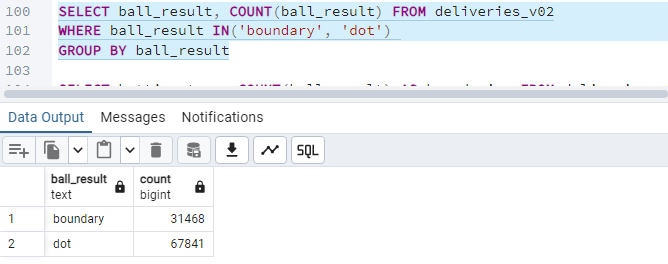 100 SELECT ball_result, COUNT(ball_result) FROM deliveries_v02
101 WHERE ball_result IN('boundary', 'dot')
102 GROUP BY ball_result
103
Data Output Messages Notifications
SQL
ball_result text count bigint
1 boundary 31468
2 dot 67841